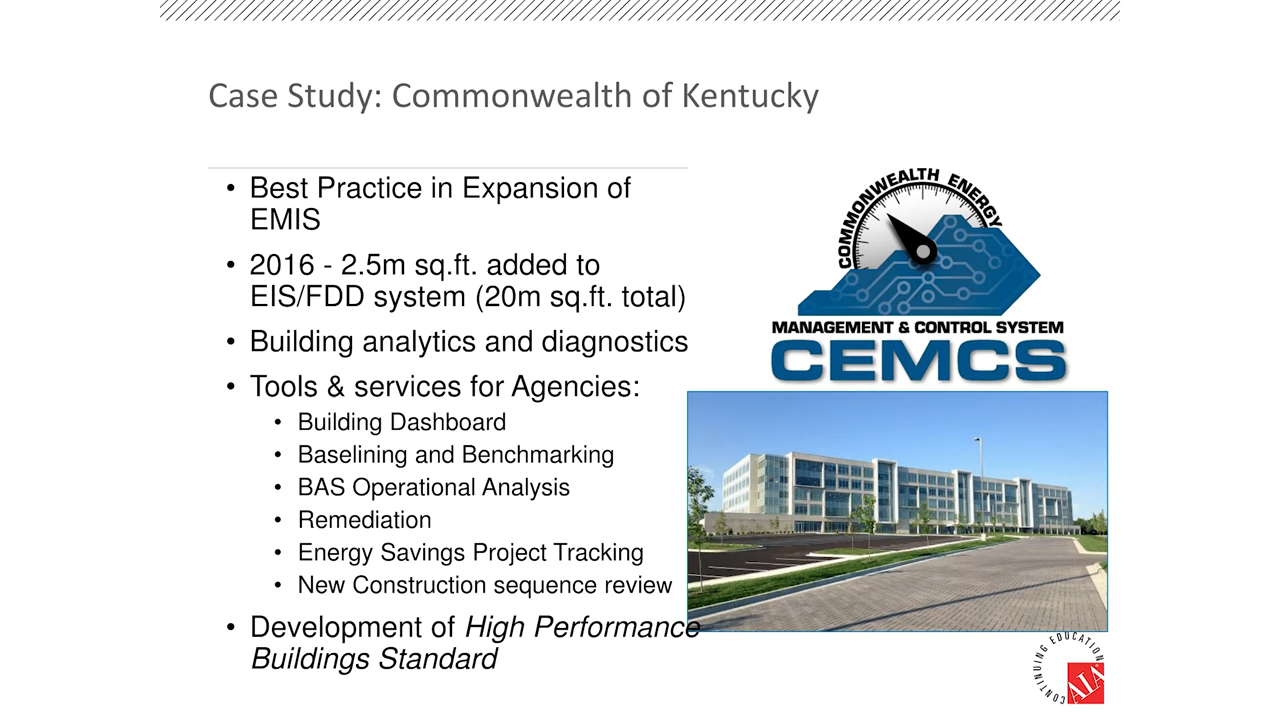 Case Study: Commonwealth of Kentucky
• Best Practice in Expansion of
EMIS
• 2016 - 2.5m sq.ft. added to
EIS/FDD system (20m sq.ft. total)
• Building analytics and diagnostics
• Tools & services for Agencies:
• Building Dashboard
• Baselining and Benchmarking
• BAS Operational Analysis
• Remediation
• Energy Savings Project Tracking
• New Construction sequence review
• Development of High Performance
Buildings Standard
COMMONWEALTH ENERGY
MANAGEMENT & CONTROL SYSTEM
CEMCS
CONTINUING EDUCATION
AIA